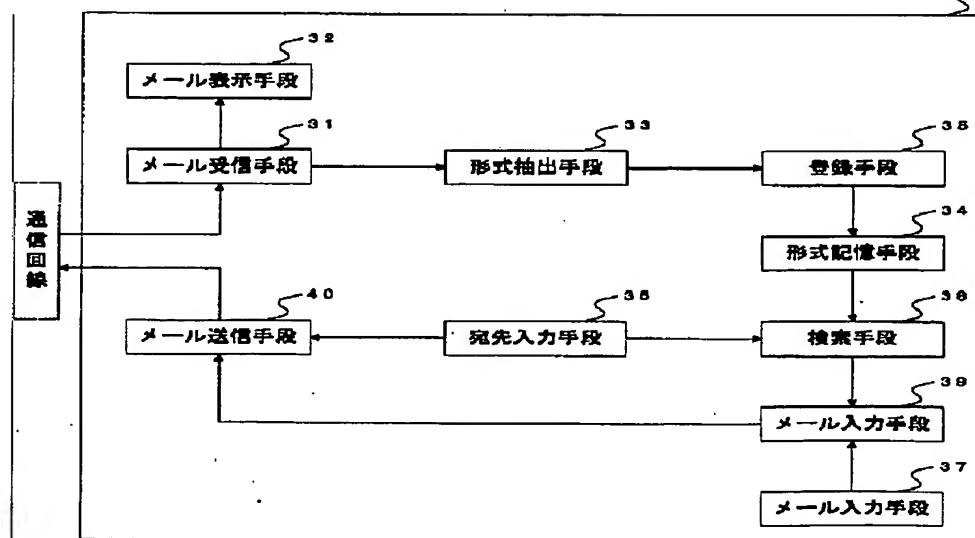 32
メール表示手段
31
メール受信手段
33
形式抽出手段
35
登録手段
34
形式記憶手段
通信回線
40
メール送信手段
35
宛先入力手段
36
検索手段
39
メール入力手段
37
メール入力手段